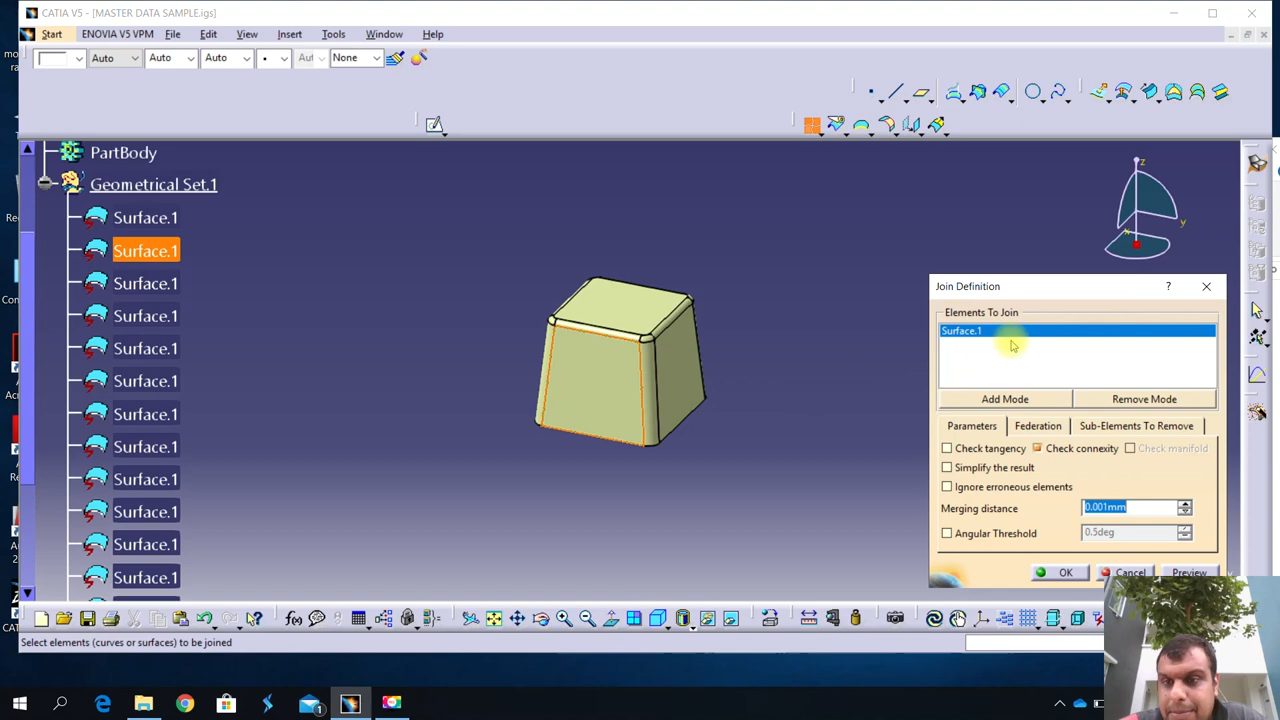 CATIA V5 - [MASTER DATA SAMPLE.igs]
Start ENOVIA V5 VPM File Edit View Insert Tools Window Help
Auto Auto Auto Aut None
PartBody
Geometrical Set.1
Surface.1
Surface.1
Surface.1
Surface.1
Surface.1
Surface.1
Surface.1
Surface.1
Surface.1
Surface.1
Surface.1
Surface.1
z
y
x
Join Definition ?
Elements To Join
Surface.1
Add Mode Remove Mode
Parameters Federation Sub-Elements To Remove
Check tangency Check connexity Check manifold
Simplify the result
Ignore erroneous elements
Merging distance 0.001mm
Angular Threshold 0.5deg
OK Cancel Preview
f(x)
Select elements (curves or surfaces) to be joined
1